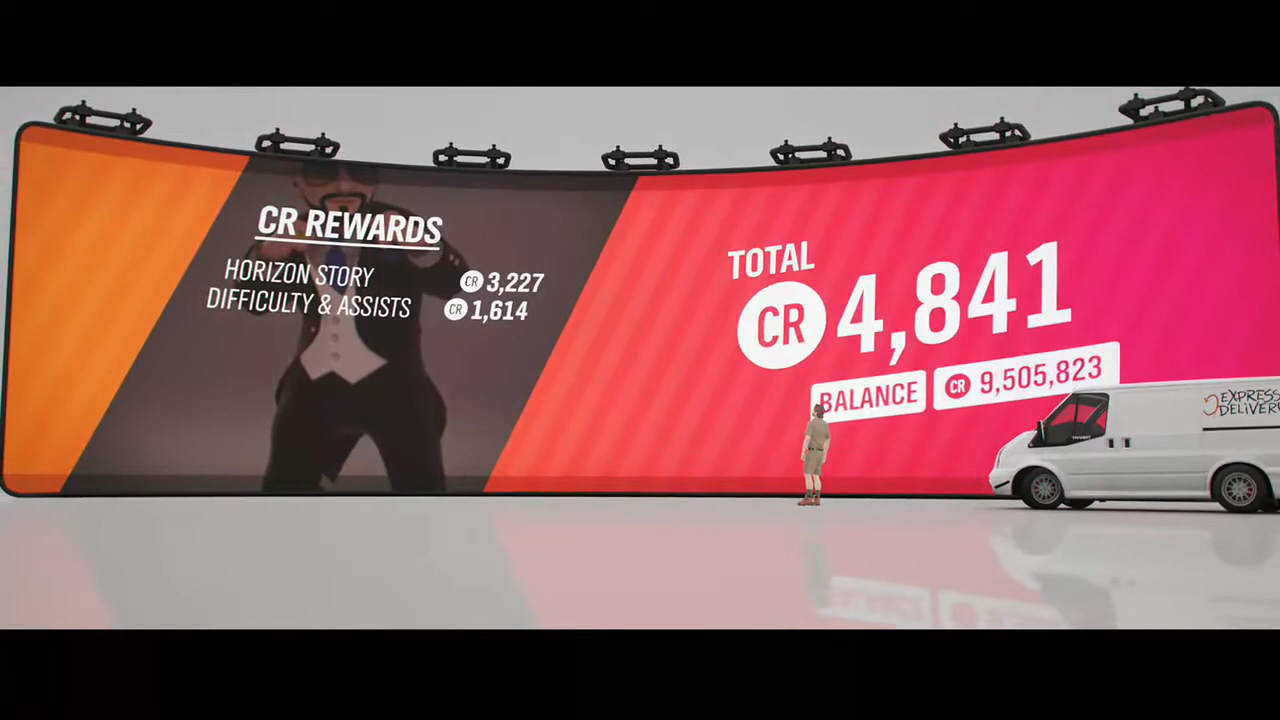 CR REWARDS
HORIZON STORY CR 3,227
DIFFICULTY & ASSISTS CR 1,614
TOTAL
CR 4,841
BALANCE CR 9,505,823
EXPRESS
DELIVERY